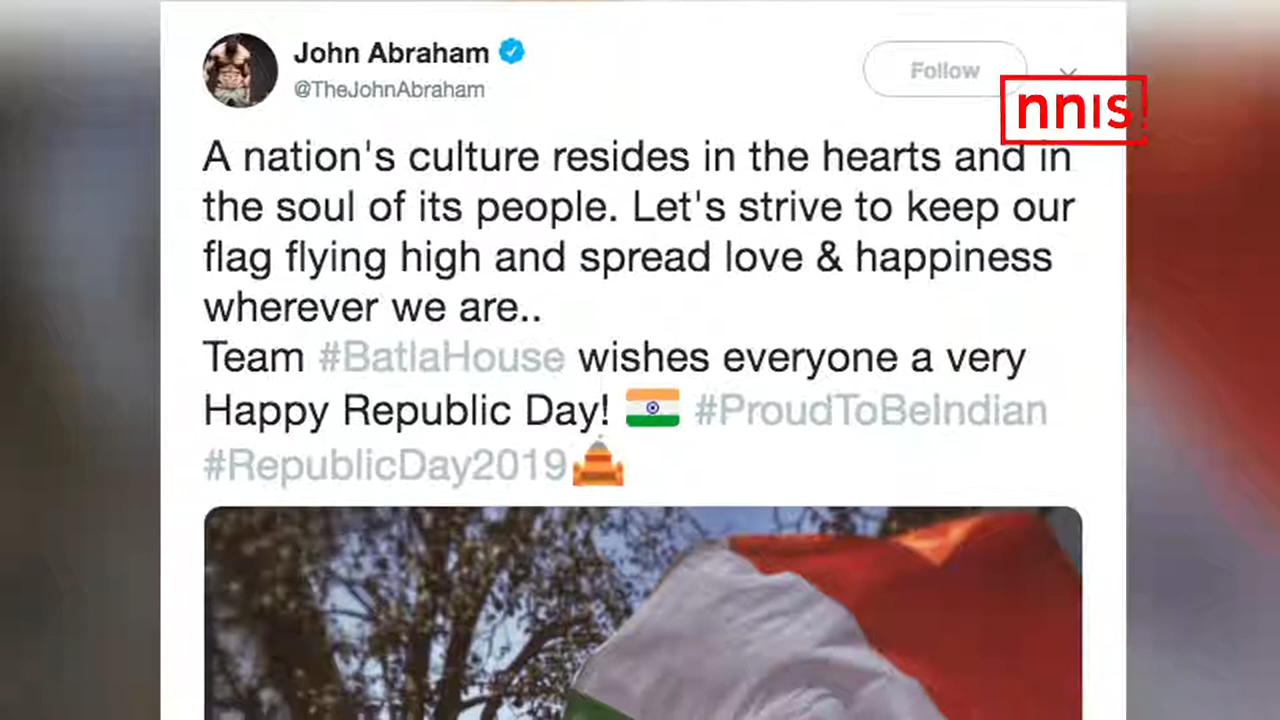 John Abraham
@TheJohnAbraham
Follow
nnis
A nation's culture resides in the hearts and in
the soul of its people. Let's strive to keep our
flag flying high and spread love & happiness
wherever we are..
Team #BatlaHouse wishes everyone a very
Happy Republic Day! 🇮🇳 #ProudToBeIndian
#RepublicDay2019